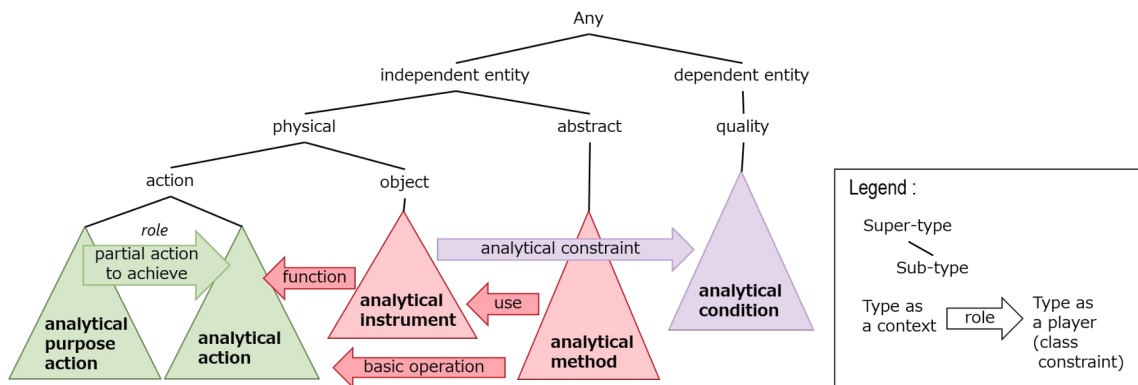 Any
independent entity
dependent entity
physical
abstract
quality
action
object
role
partial action
to achieve
function
analytical constraint
use
basic operation
analytical
purpose
action
analytical
action
analytical
instrument
analytical
method
analytical
condition
Legend :
Super-type
Sub-type
Type as
a context
role
Type as
a player
(class
constraint)